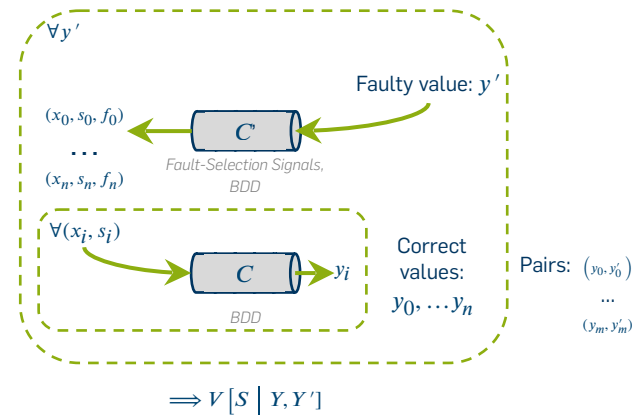 ∀y′
Faulty value: y′
(x₀, s₀, f₀)
...
(xₙ, sₙ, fₙ)
C'
Fault-Selection Signals,
BDD
∀(xᵢ, sᵢ)
C
yᵢ
BDD
Correct
values:
y₀, …yₙ
Pairs:
(y₀, y′₀)
...
(yₘ, y′ₘ)
⟹ V[S | Y, Y′]